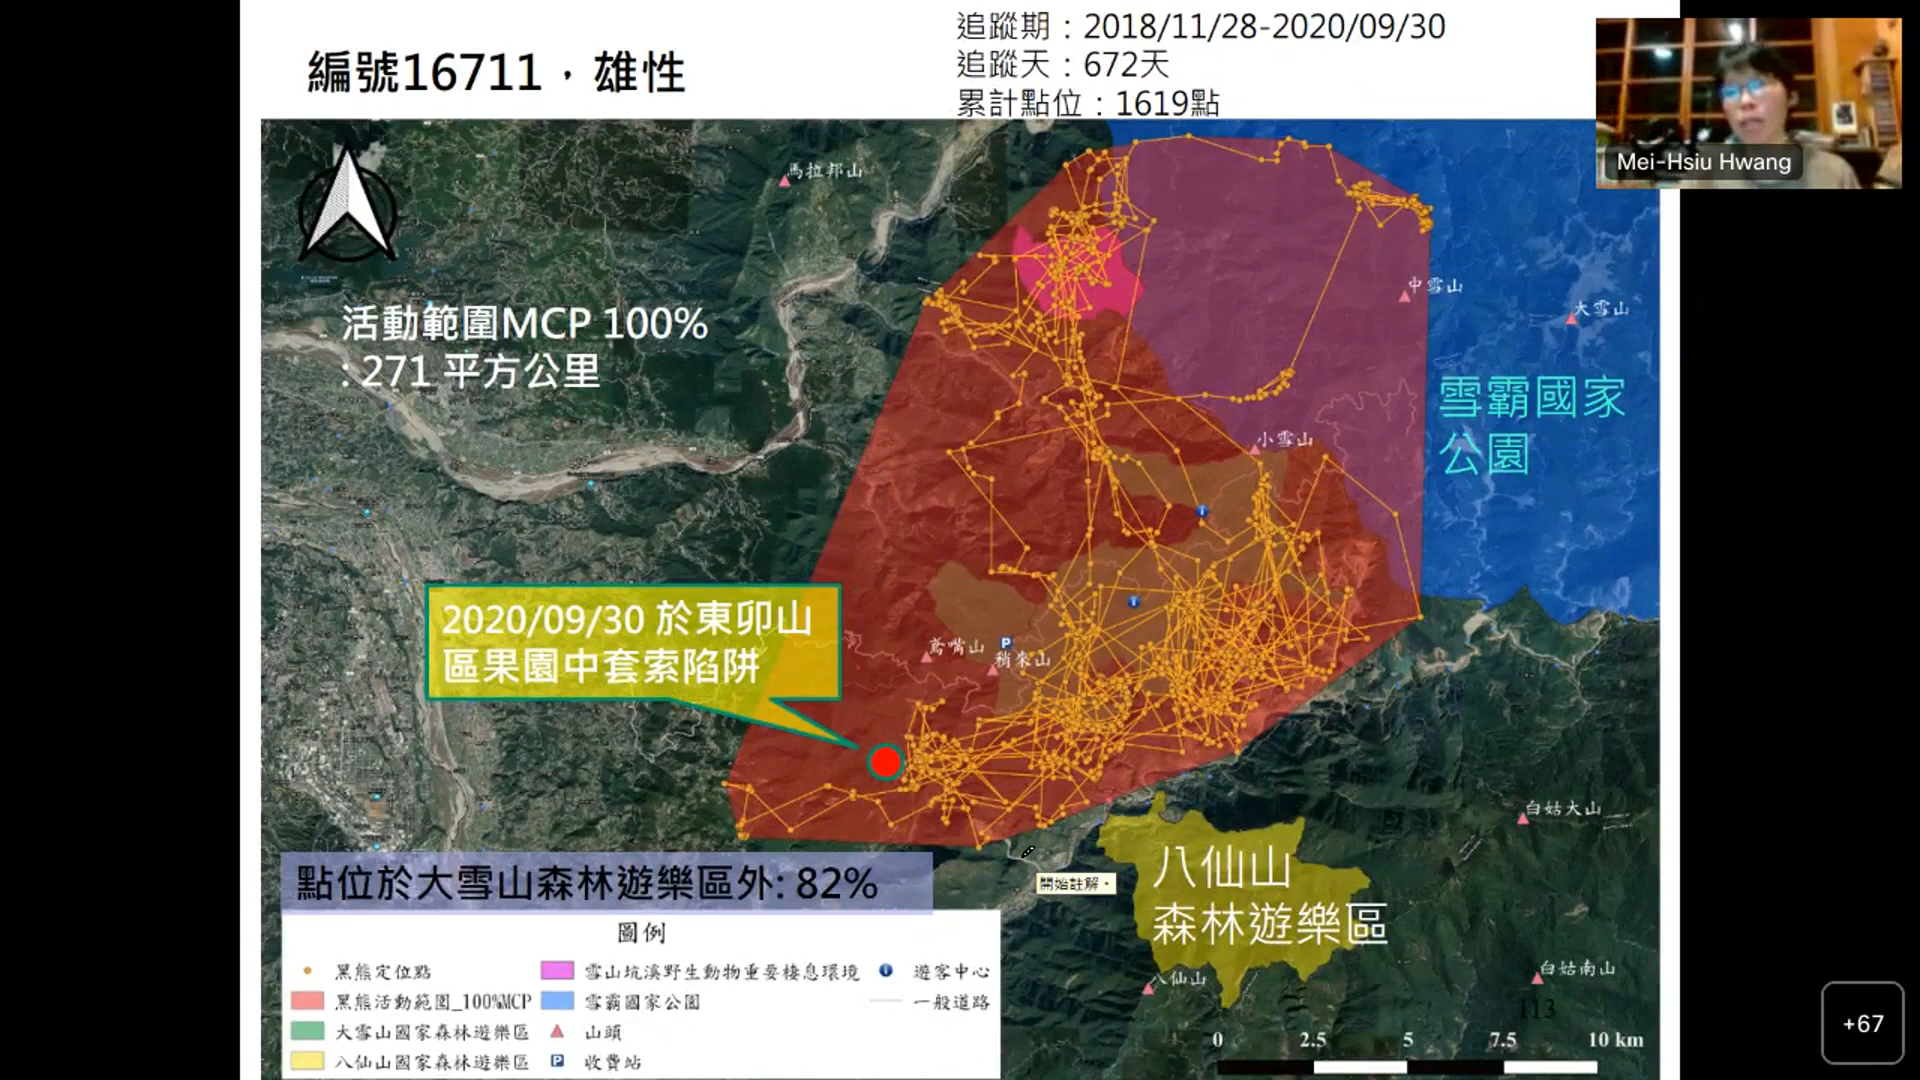 編號16711，雄性
追蹤期：2018/11/28-2020/09/30
追蹤天：672天
累計點位：1619點
Mei-Hsiu Hwang
馬拉邦山
活動範圍MCP 100%
: 271 平方公里
中雪山
大雪山
雪霸國家
公園
小雪山
2020/09/30 於東卯山
區果園中套索陷阱
鳶嘴山
P
稍來山
白姑大山
點位於大雪山森林遊樂區外: 82%
開始註解。
八仙山
森林遊樂區
八仙山
白姑南山
113
圖例
黑熊定位點
雪山坑溪野生動物重要棲息環境
遊客中心
黑熊活動範圍_100%MCP
雪霸國家公園
一般道路
大雪山國家森林遊樂區
山頭
八仙山國家森林遊樂區
P
收費站
0 2.5 5 7.5 10 km
+67